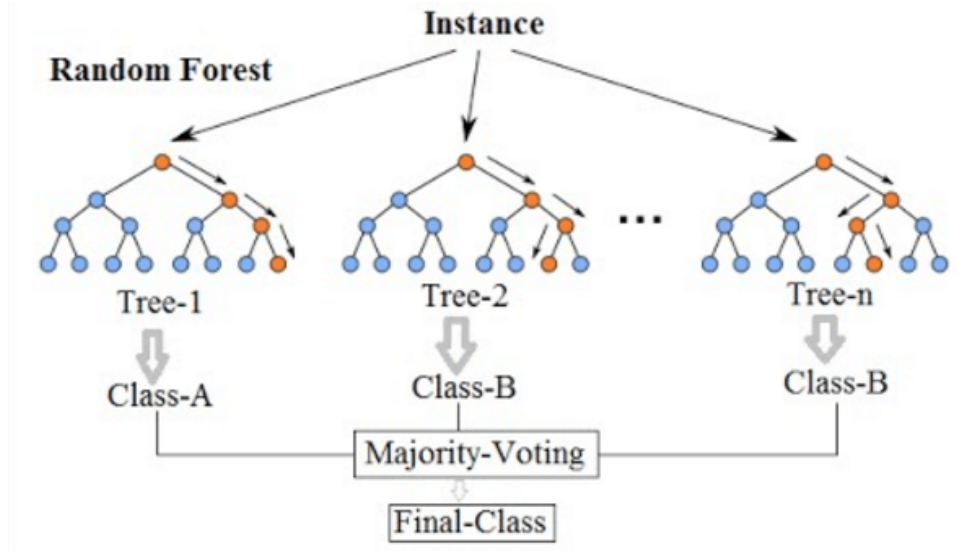 Instance
Random Forest
...
Tree-1
Tree-2
Tree-n
Class-A
Class-B
Class-B
Majority-Voting
Final-Class